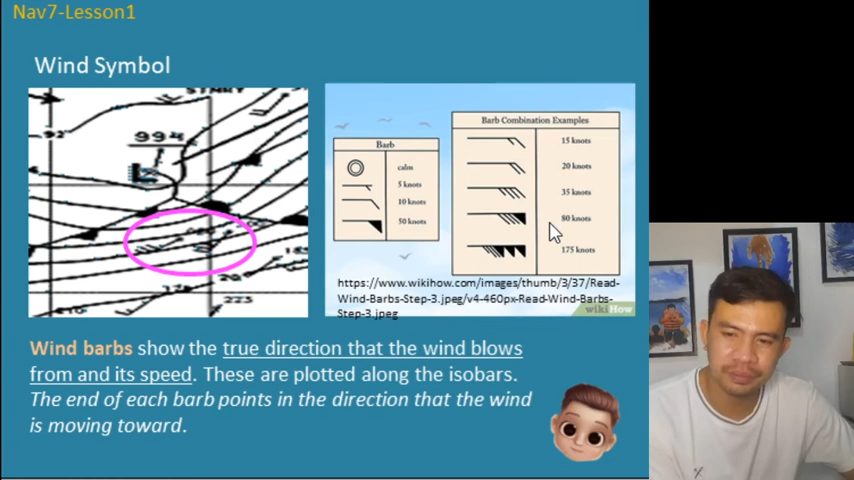 Nav7-Lesson1
Wind Symbol
994
223
Barb
calm
5 knots
10 knots
50 knots
Barb Combination Examples
15 knots
20 knots
35 knots
80 knots
175 knots
https://www.wikihow.com/images/thumb/3/37/Read-
Wind-Barbs-Step-3.jpeg/v4-460px-Read-Wind-Barbs-
Step-3.jpeg
wikiHow
Wind barbs show the true direction that the wind blows
from and its speed. These are plotted along the isobars.
The end of each barb points in the direction that the wind
is moving toward.